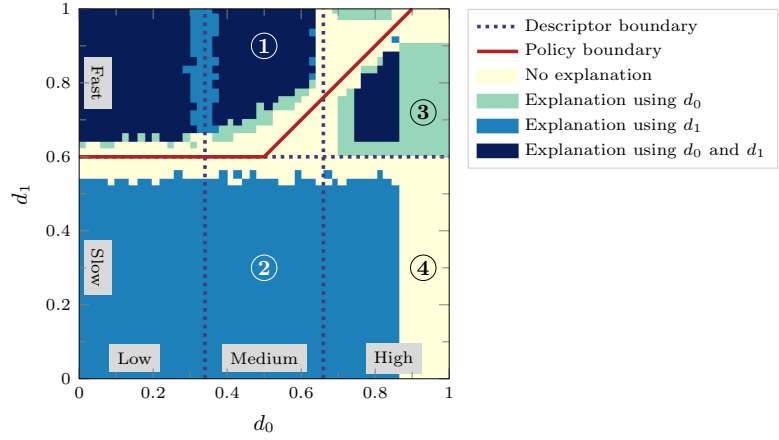 1
0.8
0.6
0.4
0.2
0
d₁
Fast
Slow
1
2
3
4
Low
Medium
High
0
0.2
0.4
0.6
0.8
1
d₀
Descriptor boundary
Policy boundary
No explanation
Explanation using d₀
Explanation using d₁
Explanation using d₀ and d₁